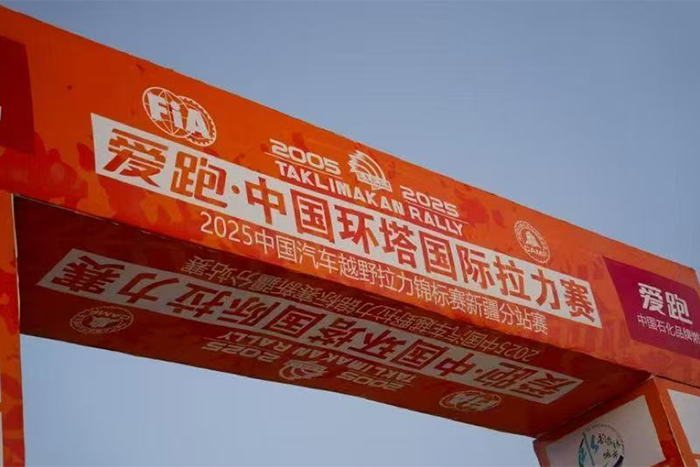 FiA
2005 2025
TAKLIMAKAN RALLY
爱跑·中国环塔国际拉力赛
2025中国汽车越野拉力锦标赛新疆分站赛
CAMF
爱跑
中国石化品牌燃
2005 2025
TAKLIMAKAN RALLY
爱跑·中国环塔国际拉力赛
2025中国汽车越野拉力锦标赛新疆分站赛